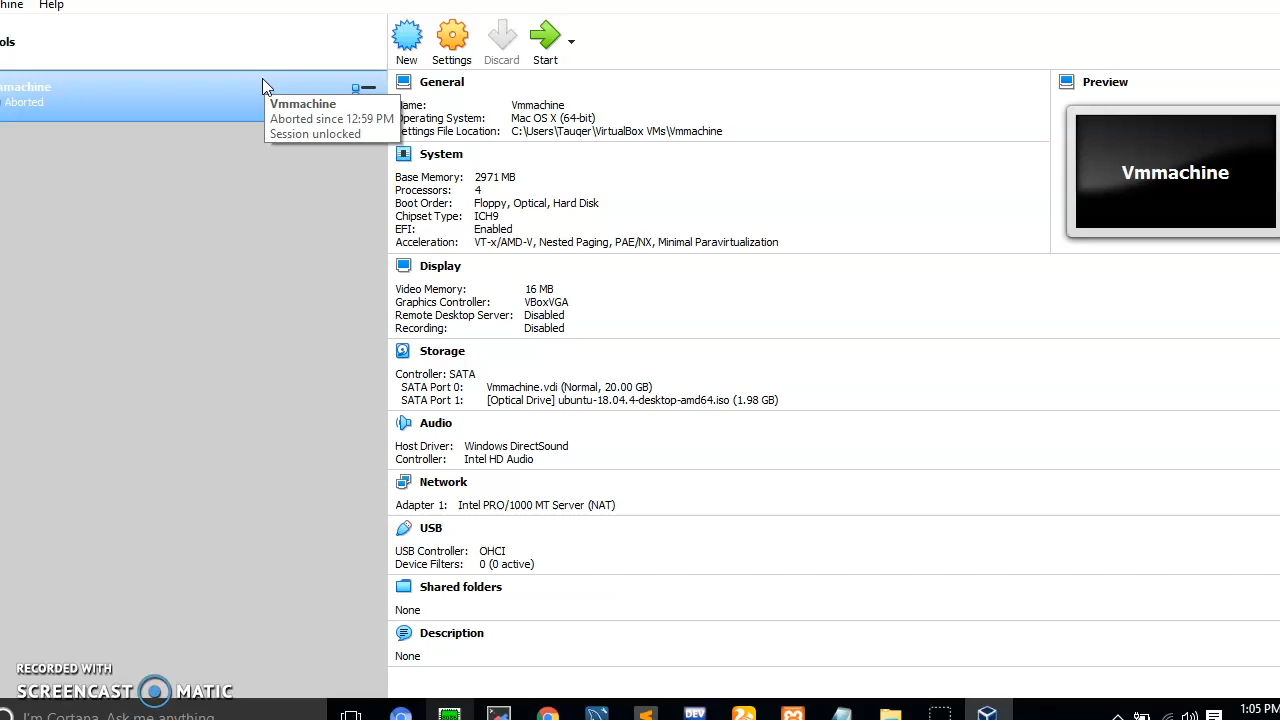 hine Help
ols
New Settings Discard Start
machine
Aborted
Vmmachine
Aborted since 12:59 PM
Session unlocked
General
ame: Vmmachine
Operating System: Mac OS X (64-bit)
ettings File Location: C:\Users\Tauqer\VirtualBox VMs\Vmmachine
Preview
Vmmachine
System
Base Memory: 2971 MB
Processors: 4
Boot Order: Floppy, Optical, Hard Disk
Chipset Type: ICH9
EFI: Enabled
Acceleration: VT-x/AMD-V, Nested Paging, PAE/NX, Minimal Paravirtualization
Display
Video Memory: 16 MB
Graphics Controller: VBoxVGA
Remote Desktop Server: Disabled
Recording: Disabled
Storage
Controller: SATA
SATA Port 0: Vmmachine.vdi (Normal, 20.00 GB)
SATA Port 1: [Optical Drive] ubuntu-18.04.4-desktop-amd64.iso (1.98 GB)
Audio
Host Driver: Windows DirectSound
Controller: Intel HD Audio
Network
Adapter 1: Intel PRO/1000 MT Server (NAT)
USB
USB Controller: OHCI
Device Filters: 0 (0 active)
Shared folders
None
Description
None
RECORDED WITH
SCREENCAST MATIC
I'm Cortana. Ask me anything.
DEV
1:05 PM